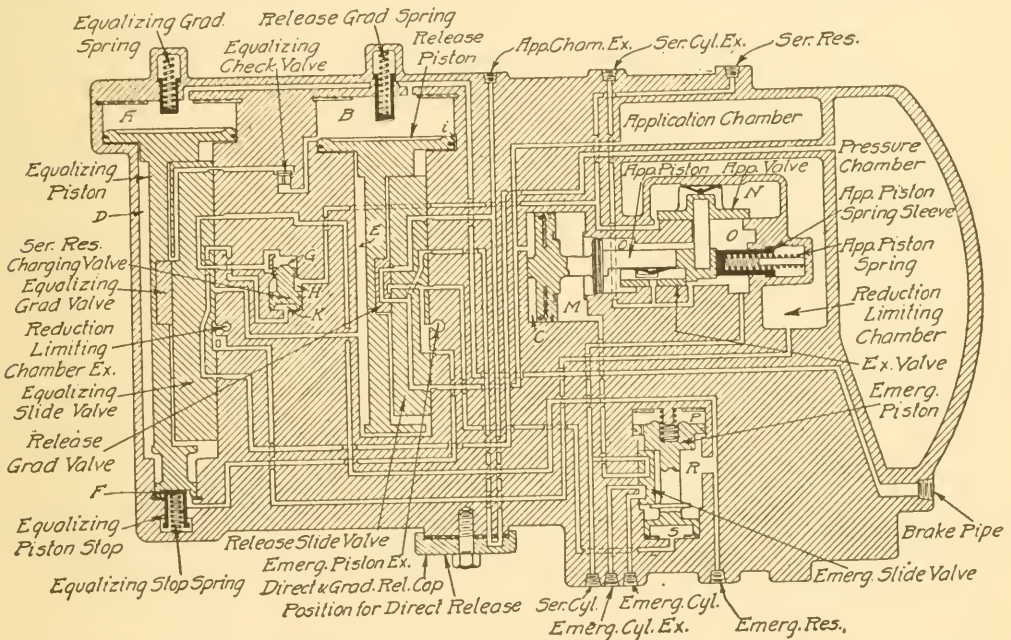 Equalizing Grad.
Spring
Release Grad Spring
Equalizing
Check Valve
Release
Piston
App. Cham. Ex.
Ser. Cyl. Ex.
Ser. Res.
A
B
i
Application Chamber
Pressure
Chamber
App. Piston
App. Valve
N
App. Piston
Spring Sleeve
App. Piston
Spring
O
O
M
C
Reduction
Limiting
Chamber
Ex. Valve
Emerg.
Piston
P
R
S
Brake Pipe
Emerg. Slide Valve
Equalizing
Piston
D
E
Ser. Res.
Charging Valve
G
H
K
Equalizing
Grad Valve
Reduction
Limiting
Chamber Ex.
Equalizing
Slide Valve
Release
Grad Valve
F
Equalizing
Piston Stop
Equalizing Stop Spring
Release Slide Valve
Emerg. Piston Ex.
Direct & Grad. Rel. Cap
Position for Direct Release
Ser. Cyl.
Emerg. Cyl.
Emerg. Cyl. Ex.
Emerg. Res.